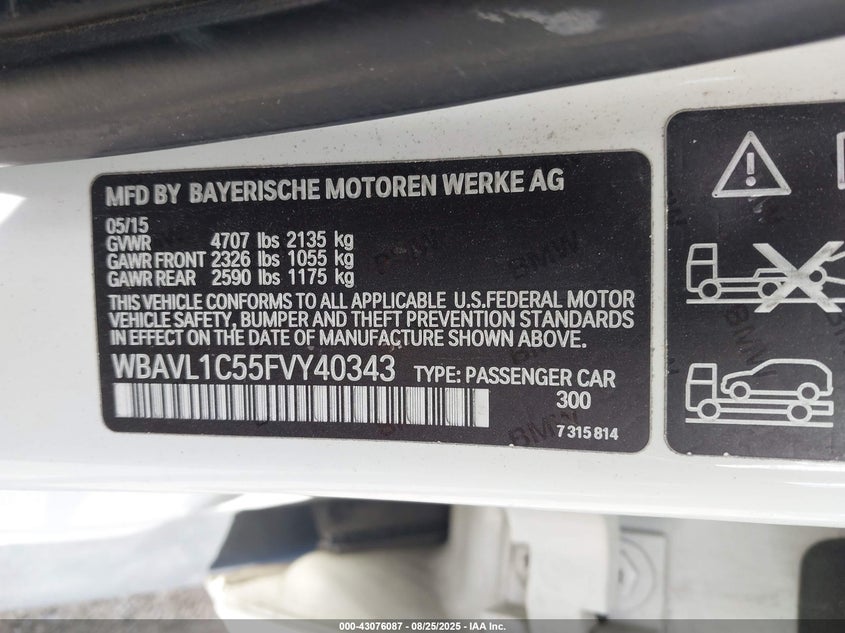 MFD BY BAYERISCHE MOTOREN WERKE AG
05/15
GVWR 4707 lbs 2135 kg
GAWR FRONT 2326 lbs 1055 kg
GAWR REAR 2590 lbs 1175 kg
THIS VEHICLE CONFORMS TO ALL APPLICABLE U.S.FEDERAL MOTOR
VEHICLE SAFETY, BUMPER AND THEFT PREVENTION STANDARDS
IN EFFECT ON THE DATE OF MANUFACTURE SHOWN ABOVE.
WBAVL1C55FVY40343 TYPE: PASSENGER CAR
300
7 315 814
BMW
BMW
BMW
000-43076087 - 08/25/2025 - IAA Inc.